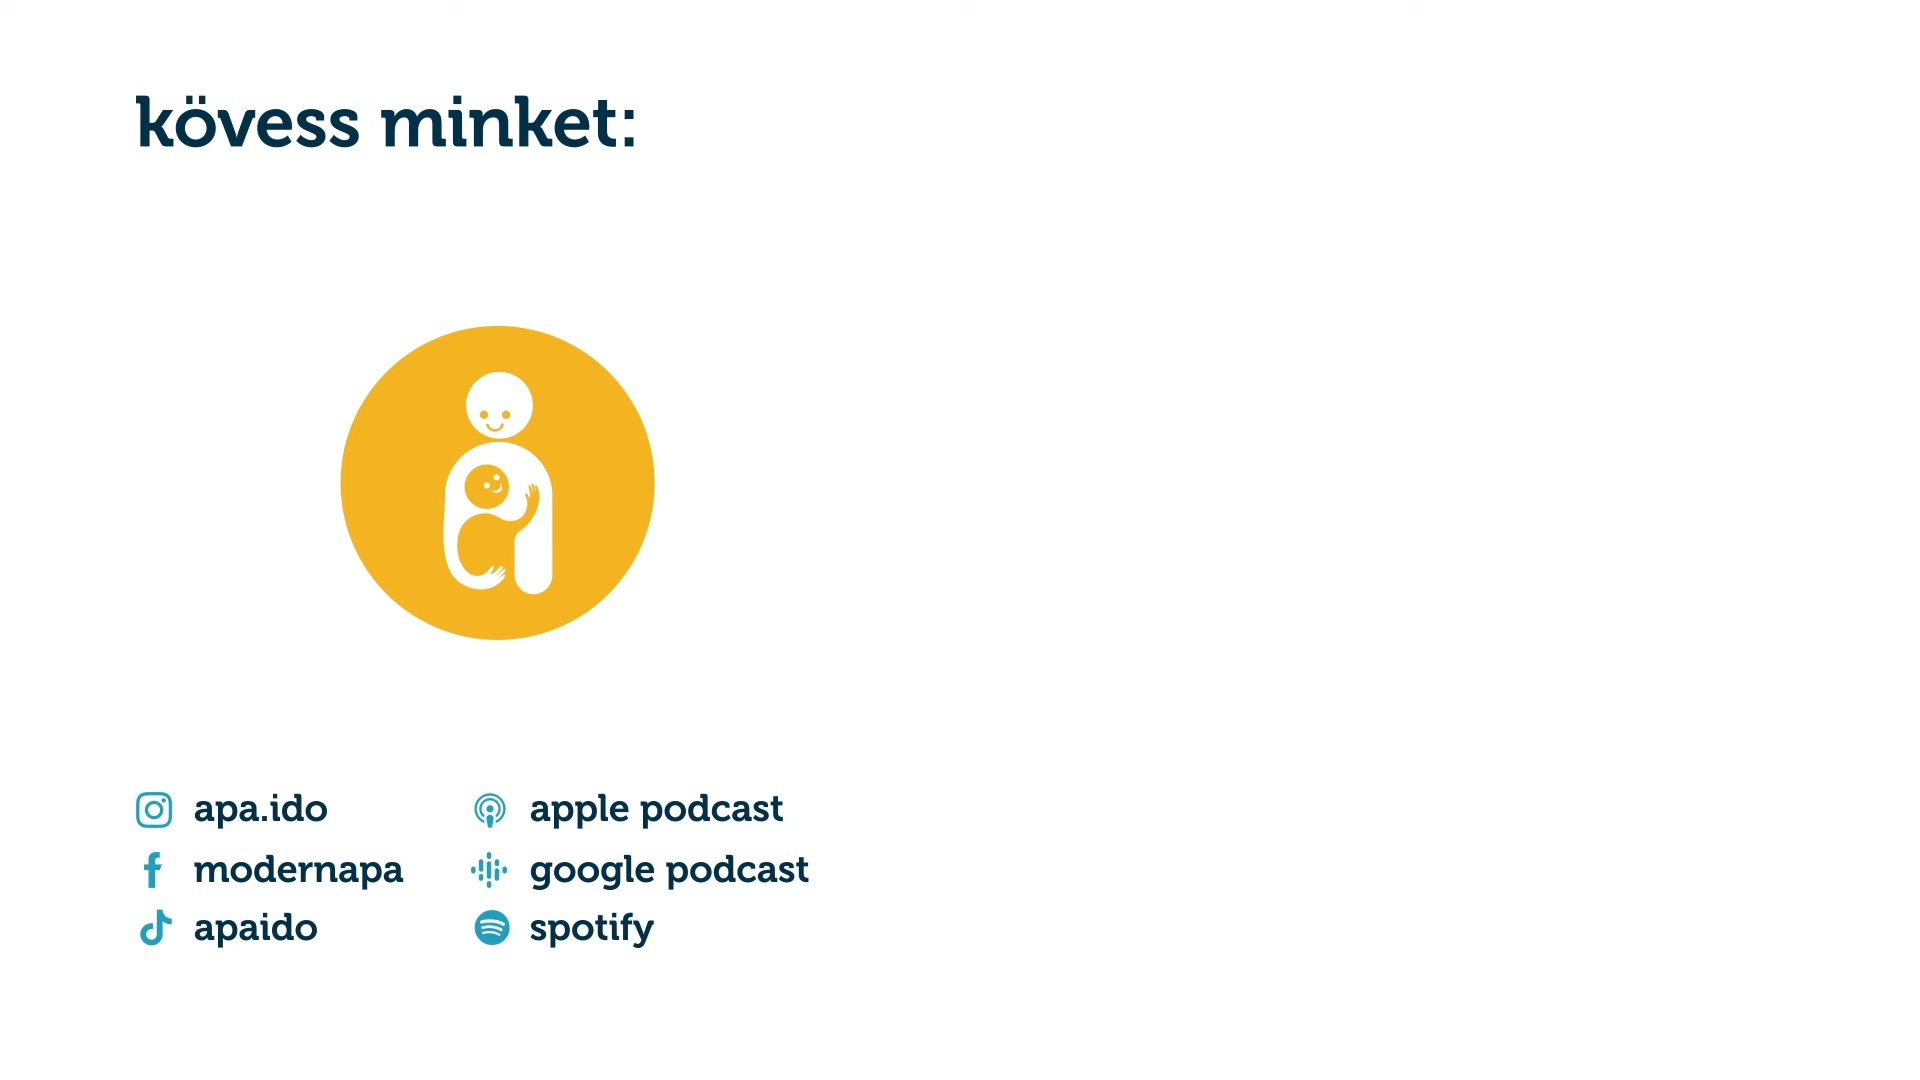 kövess minket:
apa.ido
modernapa
apaido
apple podcast
google podcast
spotify